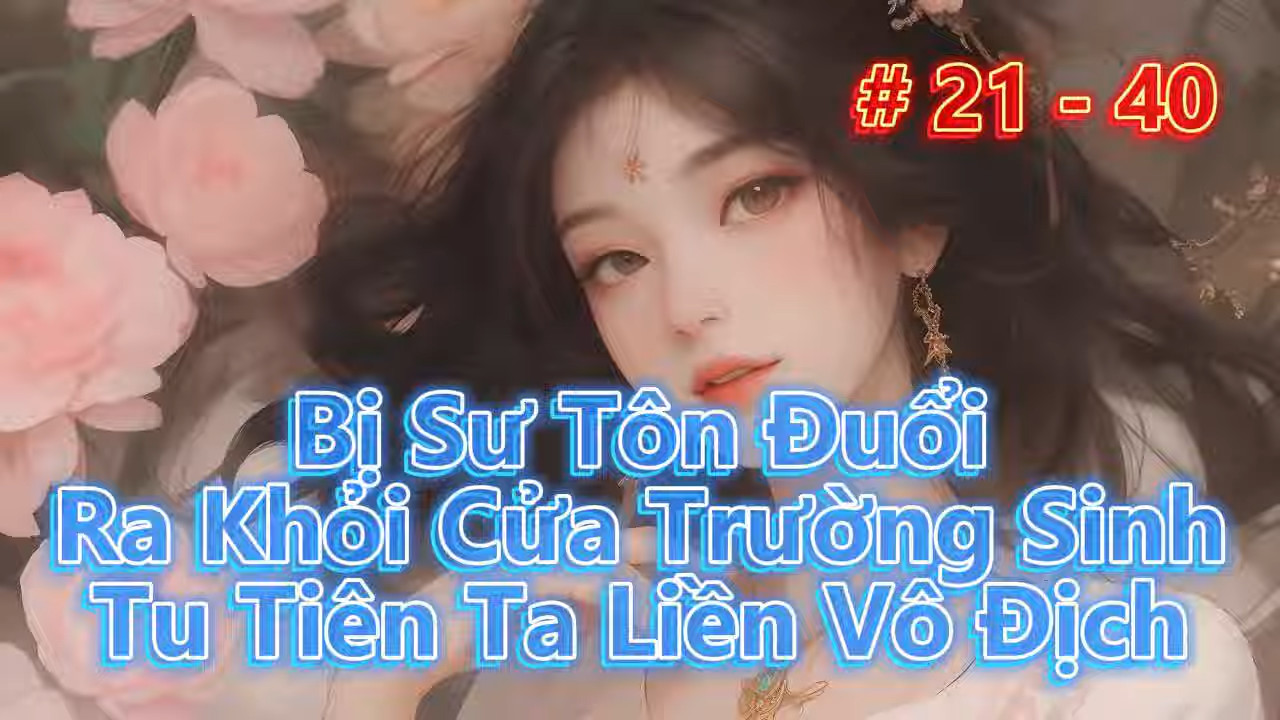 # 21 - 40
Bị Sư Tôn Đuổi
Ra Khỏi Cửa Trường Sinh
Tu Tiên Ta Liền Vô Địch